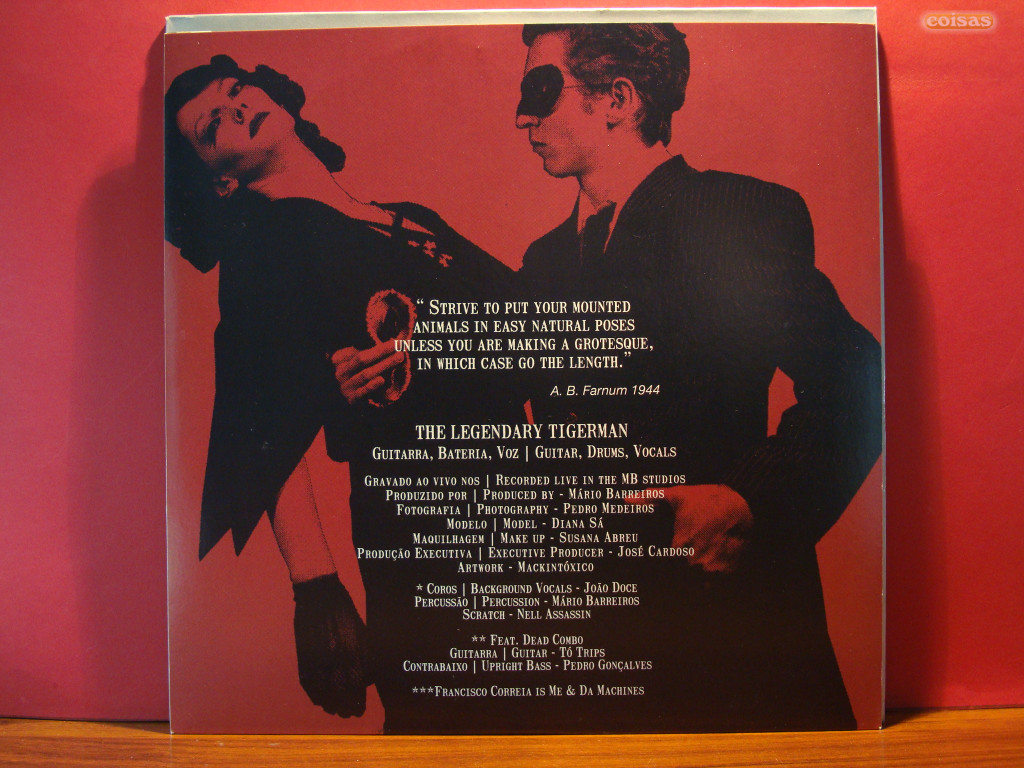 coisas
“ Strive to put your mounted
animals in easy natural poses
unless you are making a grotesque,
in which case go the length.”
A. B. Farnum 1944
THE LEGENDARY TIGERMAN
Guitarra, Bateria, Voz | Guitar, Drums, Vocals
Gravado ao vivo nos | Recorded live in the MB studios
Produzido por | Produced by - Mário Barreiros
Fotografia | Photography - Pedro Medeiros
Modelo | Model - Diana Sá
Maquilhagem | Make up - Susana Abreu
Produção Executiva | Executive Producer - José Cardoso
Artwork - Mackintóxico
* Coros | Background Vocals - João Doce
Percussão | Percussion - Mário Barreiros
Scratch - Nell Assassin
** Feat. Dead Combo
Guitarra | Guitar - Tó Trips
Contrabaixo | Upright Bass - Pedro Gonçalves
***Francisco Correia is Me & Da Machines